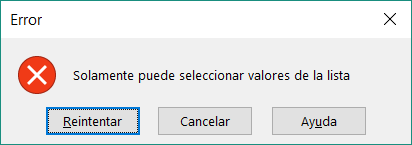 Error
Solamente puede seleccionar valores de la lista
Reintentar Cancelar Ayuda